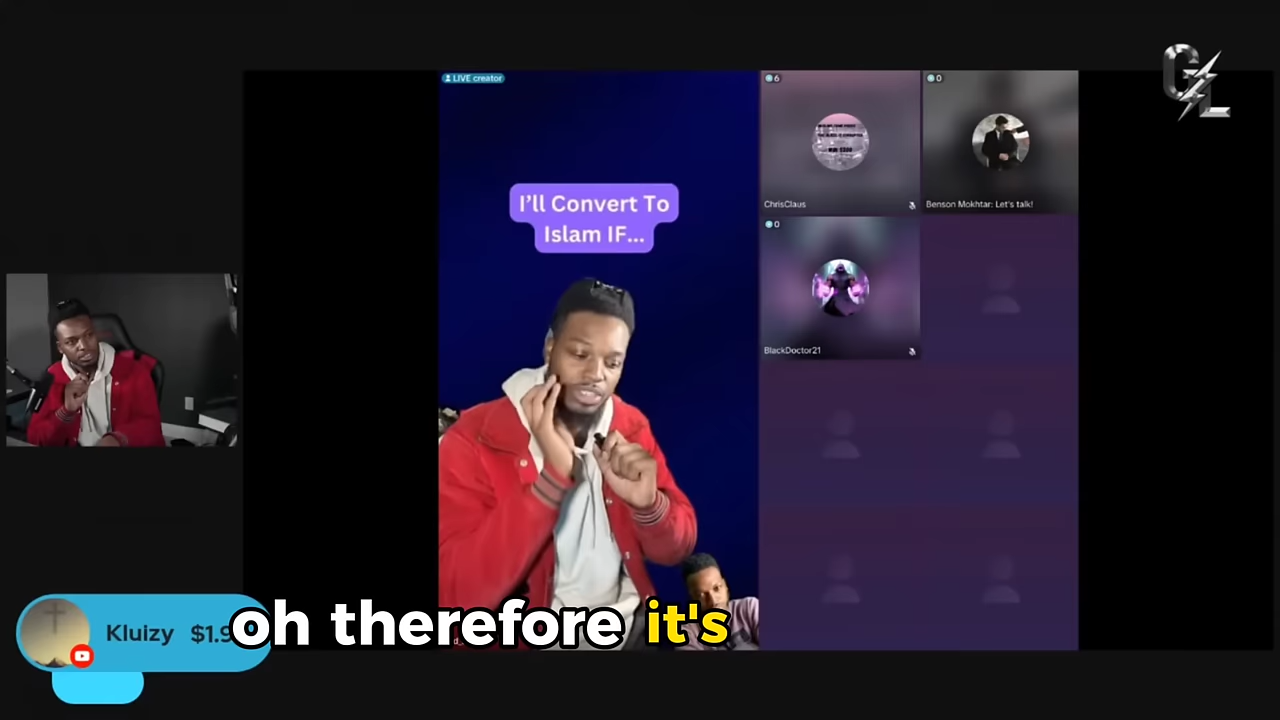 LIVE creator
6
0
GL
I'll Convert To
Islam IF...
ChrisClaus
Benson Mokhtar: Let's talk!
0
BlackDoctor21
Kluizy $1.9
oh therefore it's